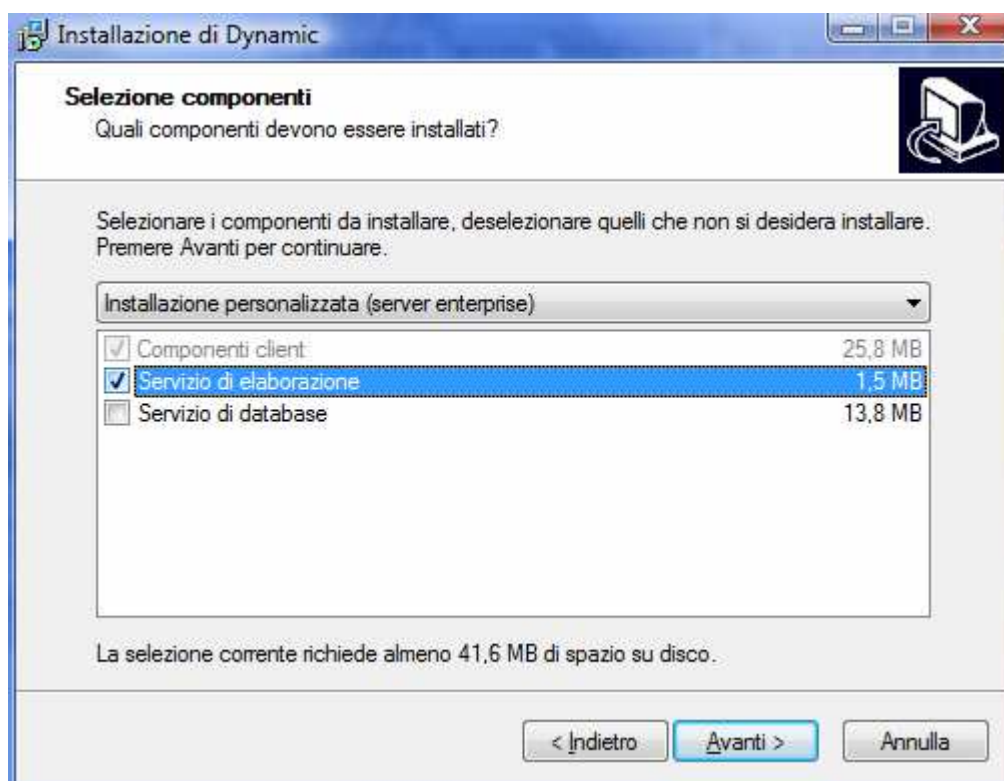 Installazione di Dynamic
Selezione componenti
Quali componenti devono essere installati?
Selezionare i componenti da installare, deselezionare quelli che non si desidera installare.
Premere Avanti per continuare.
Installazione personalizzata (server enterprise)
Componenti client 25,8 MB
Servizio di elaborazione 1,5 MB
Servizio di database 13,8 MB
La selezione corrente richiede almeno 41,6 MB di spazio su disco.
< Indietro Avanti > Annulla